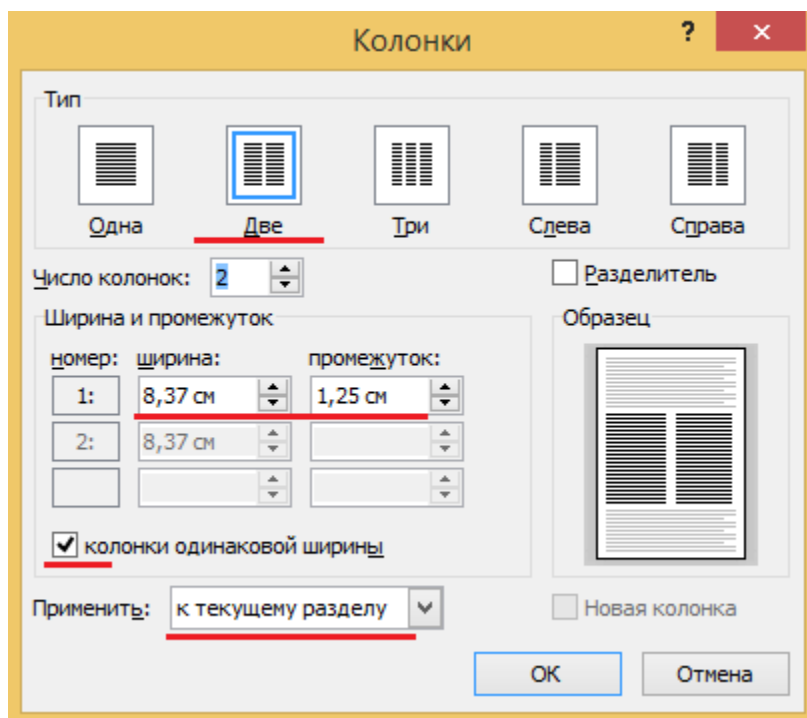 Колонки ? ×
Тип
Одна Две Три Слева Справа
Число колонок: 2 Разделитель
Ширина и промежуток Образец
номер: ширина: промежуток:
1: 8,37 см 1,25 см
2: 8,37 см
колонки одинаковой ширины
Применить: к текущему разделу Новая колонка
ОК Отмена